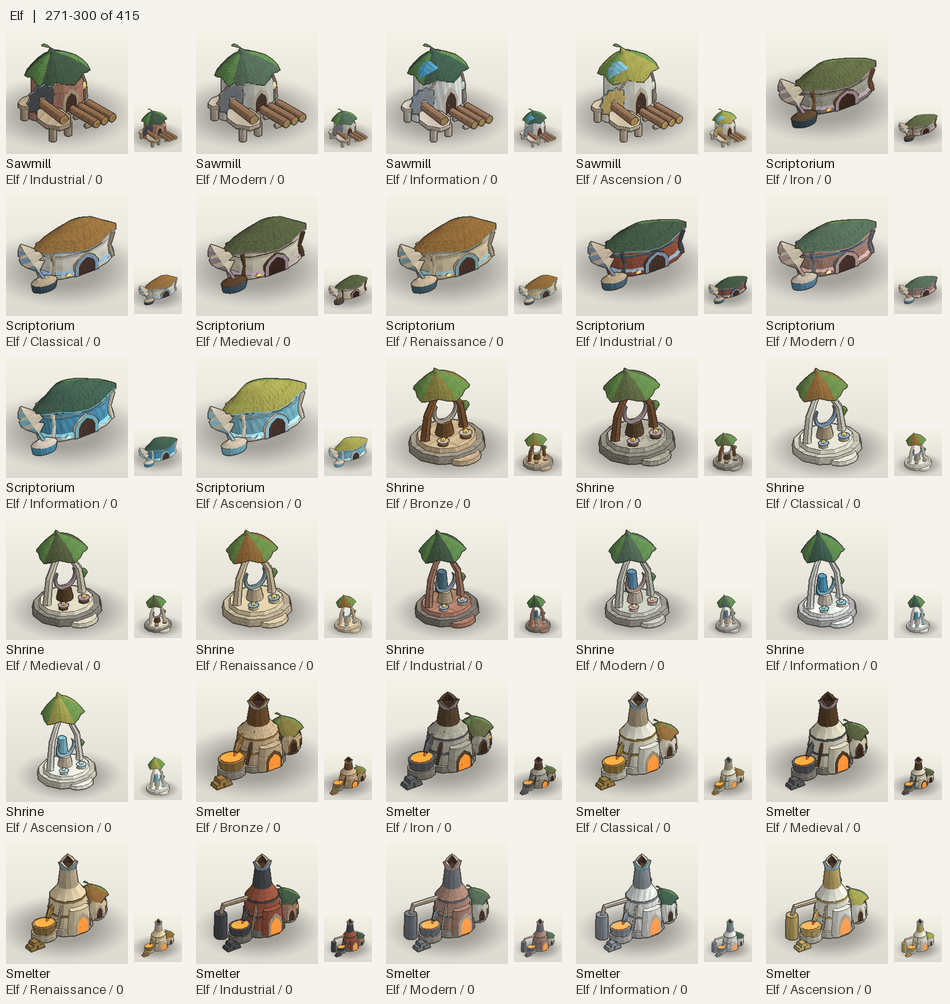 Elf | 271-300 of 415
Sawmill
Elf / Industrial / 0
Sawmill
Elf / Modern / 0
Sawmill
Elf / Information / 0
Sawmill
Elf / Ascension / 0
Scriptorium
Elf / Iron / 0
Scriptorium
Elf / Classical / 0
Scriptorium
Elf / Medieval / 0
Scriptorium
Elf / Renaissance / 0
Scriptorium
Elf / Industrial / 0
Scriptorium
Elf / Modern / 0
Scriptorium
Elf / Information / 0
Scriptorium
Elf / Ascension / 0
Shrine
Elf / Bronze / 0
Shrine
Elf / Iron / 0
Shrine
Elf / Classical / 0
Shrine
Elf / Medieval / 0
Shrine
Elf / Renaissance / 0
Shrine
Elf / Industrial / 0
Shrine
Elf / Modern / 0
Shrine
Elf / Information / 0
Shrine
Elf / Ascension / 0
Smelter
Elf / Bronze / 0
Smelter
Elf / Iron / 0
Smelter
Elf / Classical / 0
Smelter
Elf / Medieval / 0
Smelter
Elf / Renaissance / 0
Smelter
Elf / Industrial / 0
Smelter
Elf / Modern / 0
Smelter
Elf / Information / 0
Smelter
Elf / Ascension / 0